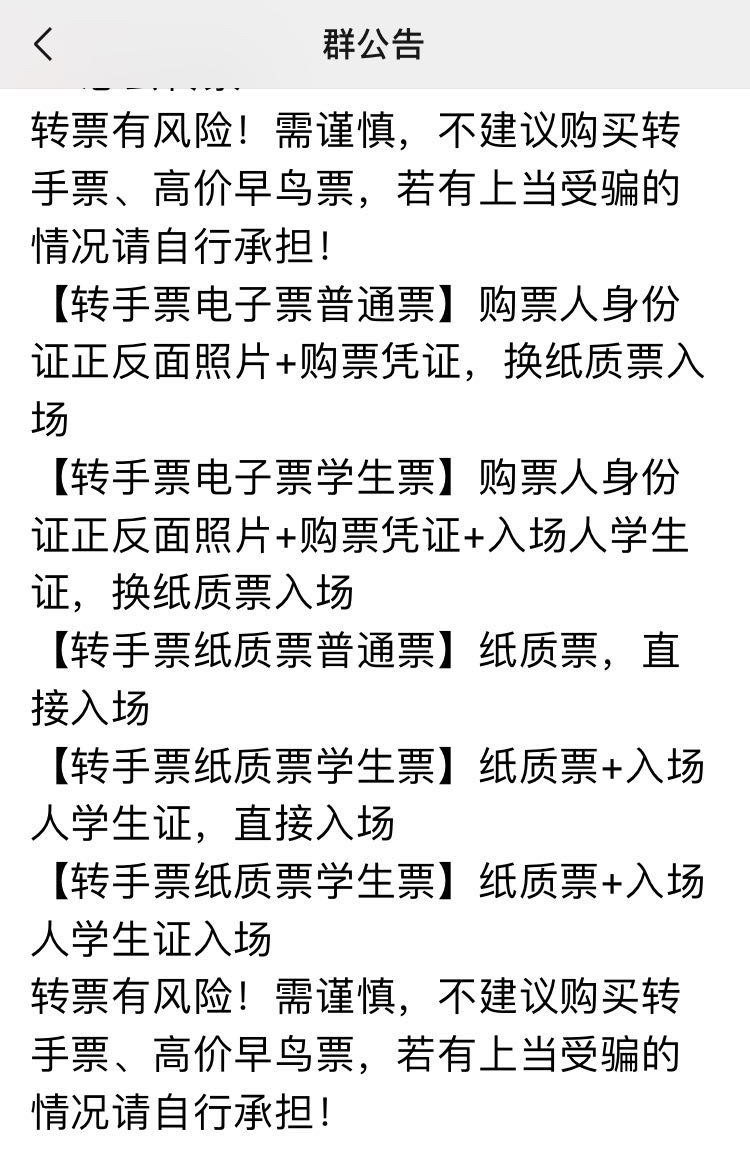 群公告
转票有风险！需谨慎，不建议购买转
手票、高价早鸟票，若有上当受骗的
情况请自行承担！
【转手票电子票普通票】购票人身份
证正反面照片+购票凭证，换纸质票入
场
【转手票电子票学生票】购票人身份
证正反面照片+购票凭证+入场人学生
证，换纸质票入场
【转手票纸质票普通票】纸质票，直
接入场
【转手票纸质票学生票】纸质票+入场
人学生证，直接入场
【转手票纸质票学生票】纸质票+入场
人学生证入场
转票有风险！需谨慎，不建议购买转
手票、高价早鸟票，若有上当受骗的
情况请自行承担！